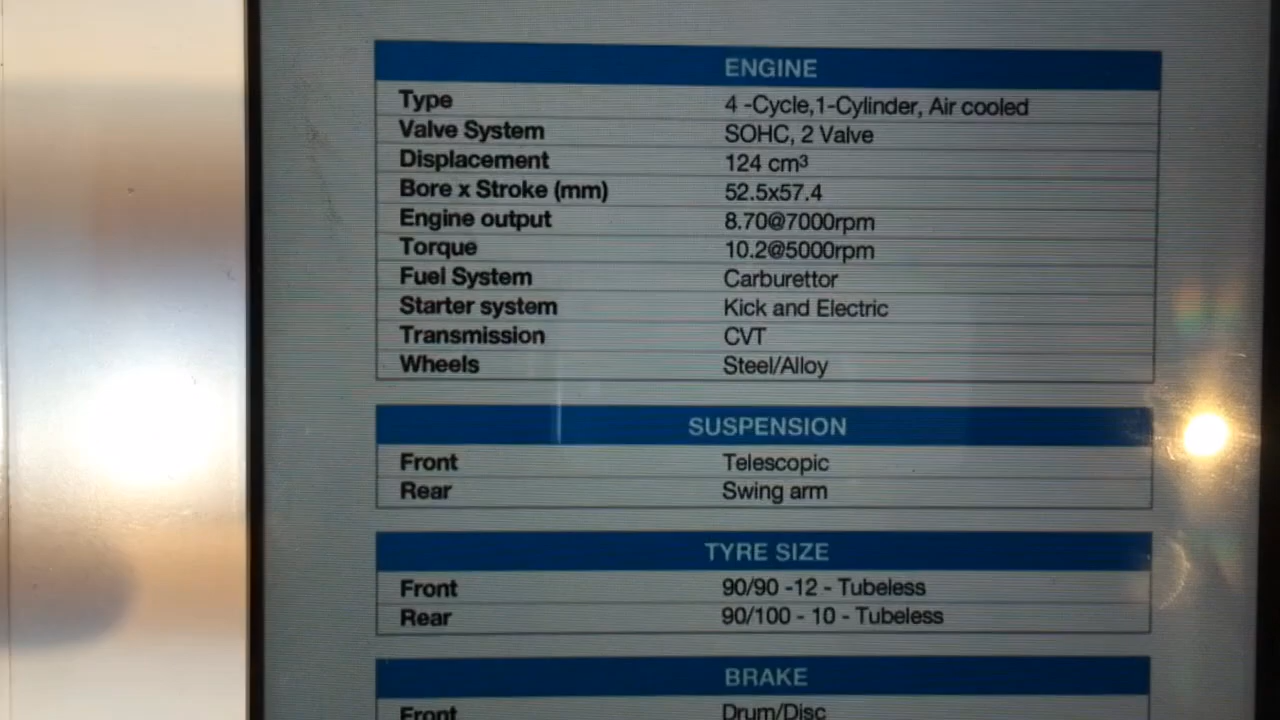 ENGINE
Type 4 -Cycle,1-Cylinder, Air cooled
Valve System SOHC, 2 Valve
Displacement 124 cm³
Bore x Stroke (mm) 52.5x57.4
Engine output 8.70@7000rpm
Torque 10.2@5000rpm
Fuel System Carburettor
Starter system Kick and Electric
Transmission CVT
Wheels Steel/Alloy
SUSPENSION
Front Telescopic
Rear Swing arm
TYRE SIZE
Front 90/90 -12 - Tubeless
Rear 90/100 - 10 - Tubeless
BRAKE
Front Drum/Disc